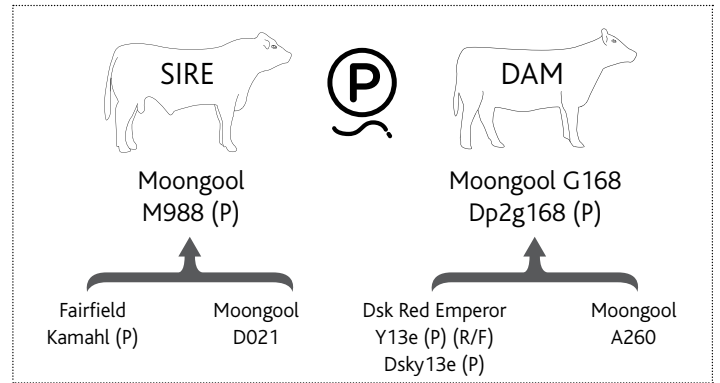 SIRE
P
DAM
Moongool
M988 (P)
Moongool G168
Dp2g168 (P)
Fairfield
Kamahl (P)
Moongool
D021
Dsk Red Emperor
Y13e (P) (R/F)
Dsky13e (P)
Moongool
A260